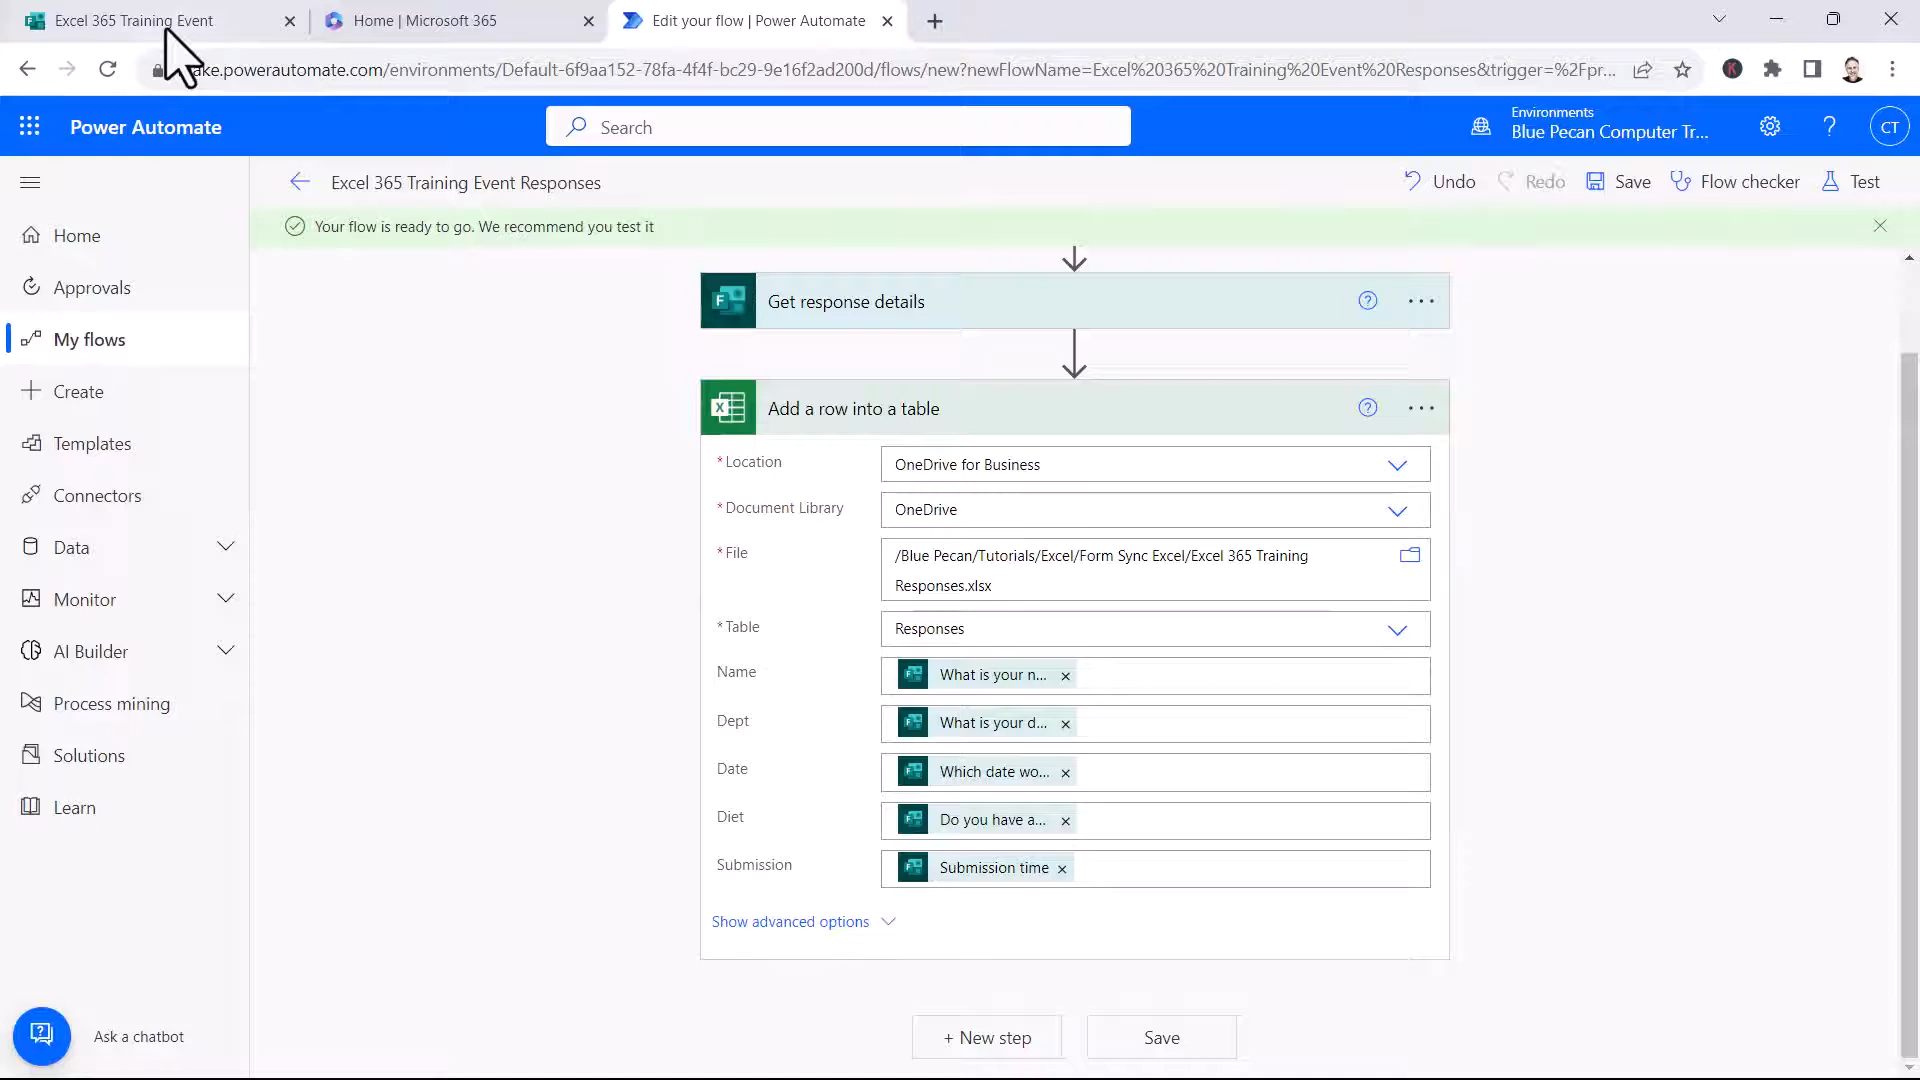 Excel 365 Training Event
Home | Microsoft 365
Edit your flow | Power Automate
ake.powerautomate.com/environments/Default-6f9aa152-78fa-4f4f-bc29-9e16f2ad200d/flows/new?newFlowName=Excel%20365%20Training%20Event%20Responses&trigger=%2Fpr...
K
Power Automate
Search
Environments
Blue Pecan Computer Tr...
?
CT
Excel 365 Training Event Responses
Undo
Redo
Save
Flow checker
Test
Your flow is ready to go. We recommend you test it
Home
Approvals
My flows
Create
Templates
Connectors
Data
Monitor
AI Builder
Process mining
Solutions
Learn
Ask a chatbot
Get response details
Add a row into a table
* Location
OneDrive for Business
* Document Library
OneDrive
* File
/Blue Pecan/Tutorials/Excel/Form Sync Excel/Excel 365 Training
Responses.xlsx
* Table
Responses
Name
What is your n...
Dept
What is your d...
Date
Which date wo...
Diet
Do you have a...
Submission
Submission time
Show advanced options
+ New step
Save